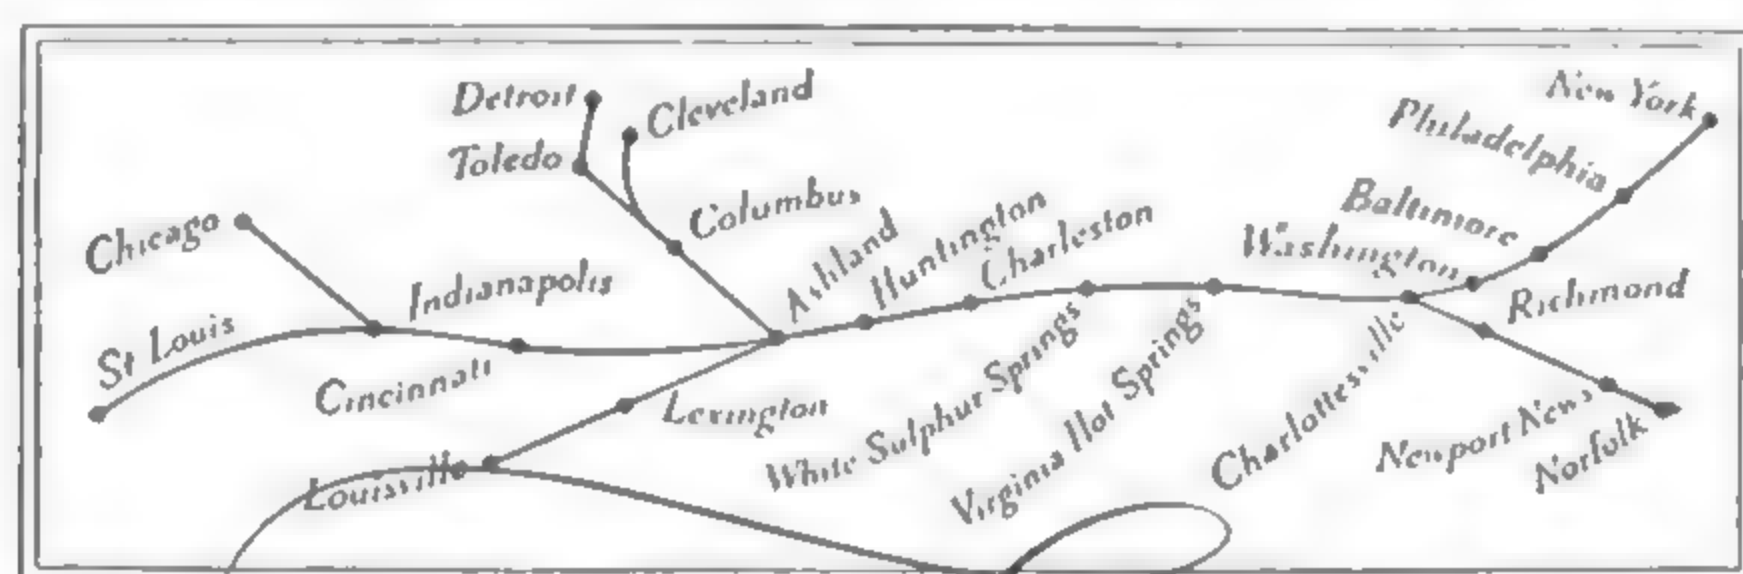 Detroit
Cleveland
Toledo
Columbus
Chicago
Indianapolis
St Louis
Cincinnati
Louisville
Lexington
Ashland
Huntington
Charleston
White Sulphur Springs
Virginia Hot Springs
Charlottesville
Washington
Baltimore
Philadelphia
New York
Richmond
Newport News
Norfolk